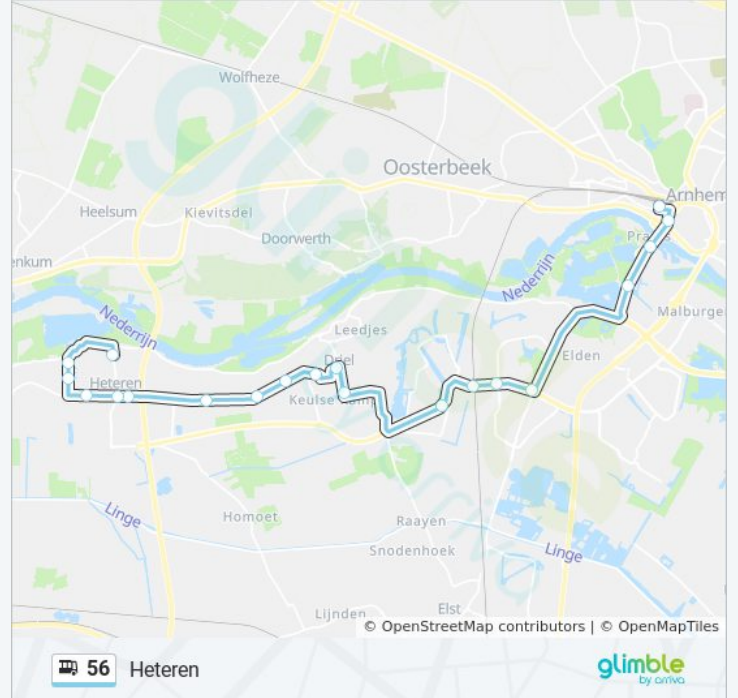 Wolfheze
Oosterbeek
Arnhem
Heelsum
Kievitsdel
Doorwerth
enkum
Nederrijn
Malburge
Nederrijn
Leedjes
Elden
Driel
Heteren
Linge
Homoet
Raayen
Snodenhoek
Linge
Elst
Lijnden
© OpenStreetMap contributors | © OpenMapTiles
56 Heteren
glimble
by arriva